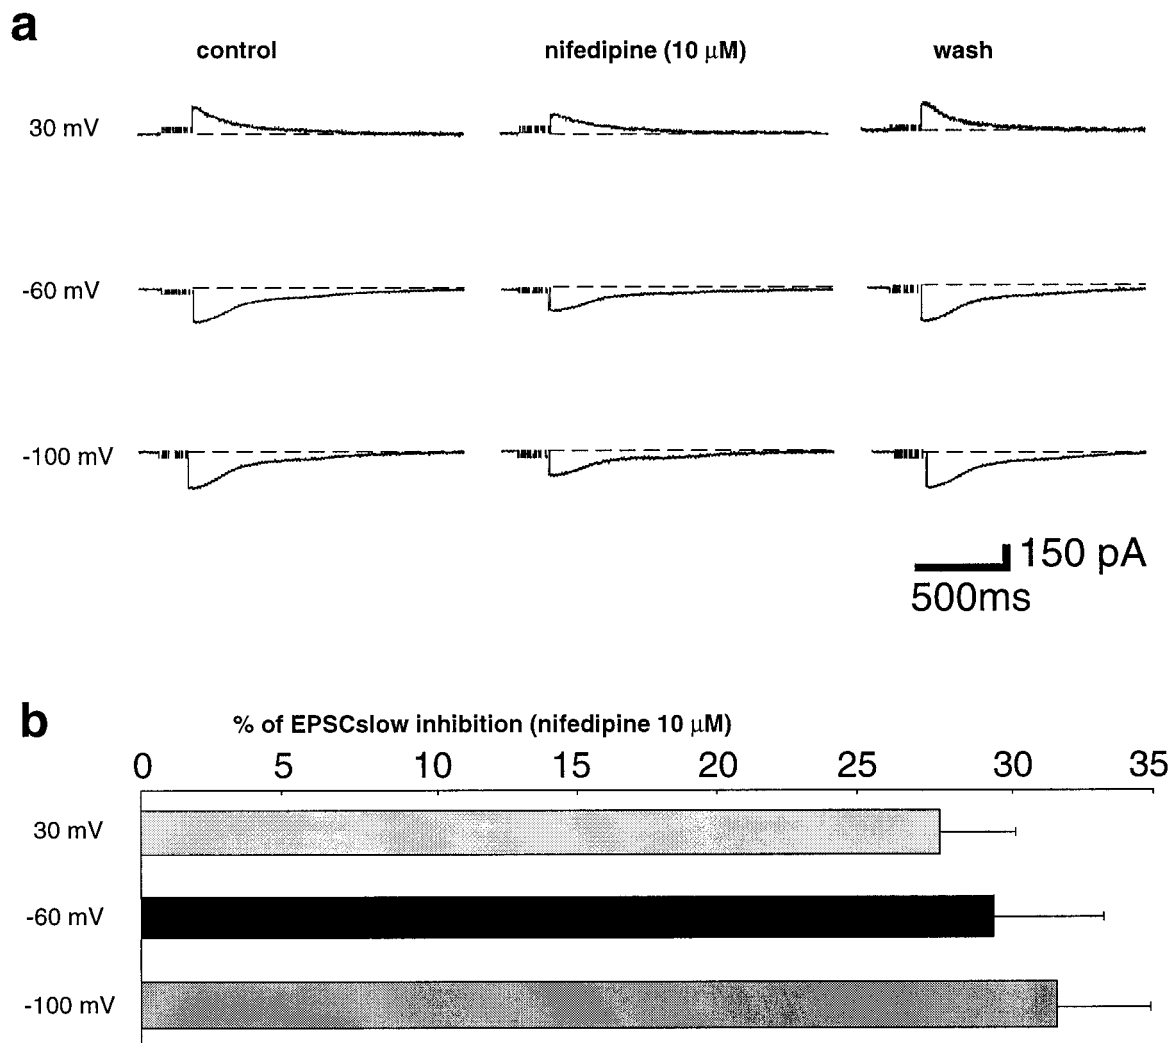 a
control nifedipine (10 μM) wash
30 mV
-60 mV
-100 mV
150 pA
500ms
b
% of EPSCslow inhibition (nifedipine 10 μM)
0 5 10 15 20 25 30 35
30 mV
-60 mV
-100 mV